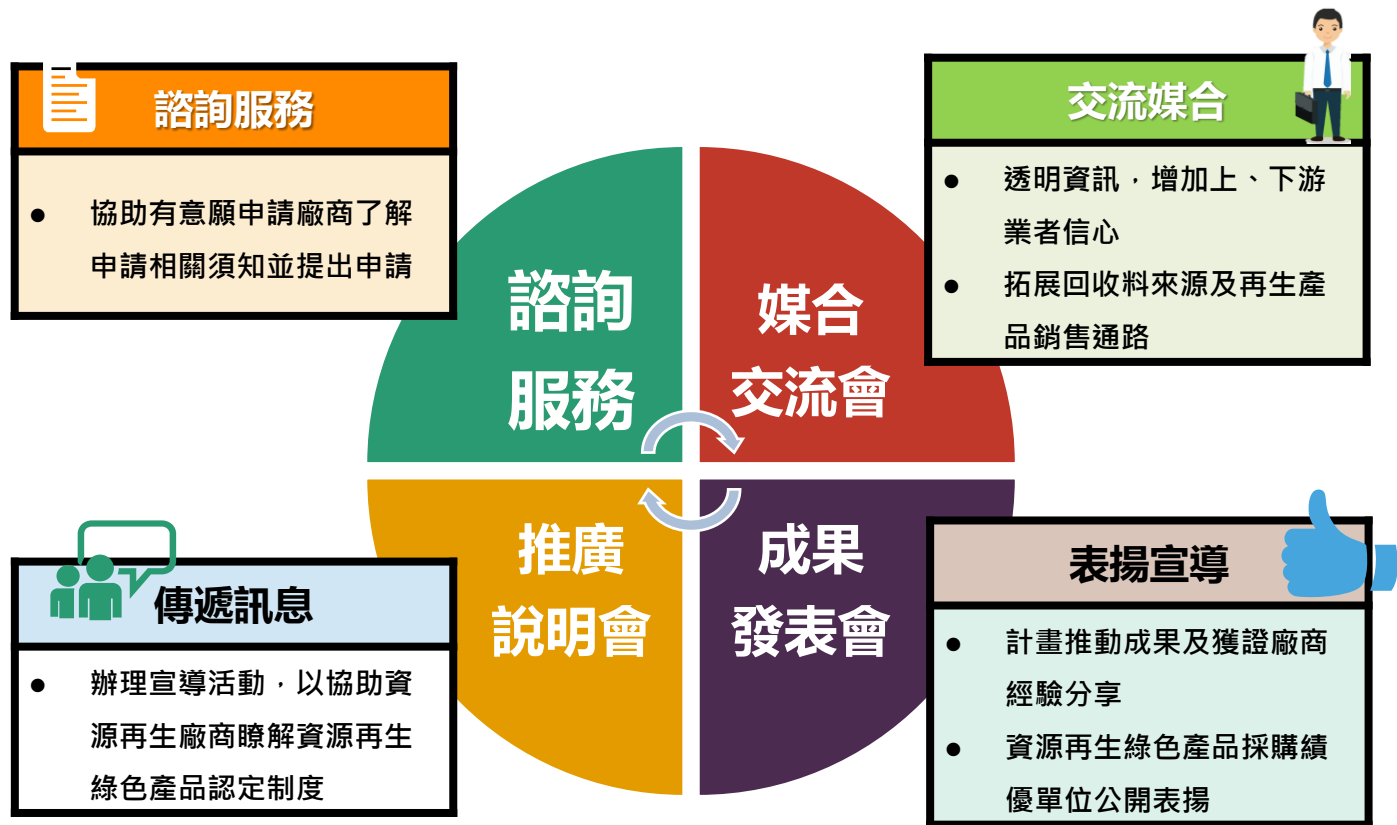 諮詢服務
● 協助有意願申請廠商了解
申請相關須知並提出申請
交流媒合
● 透明資訊，增加上、下游
業者信心
● 拓展回收料來源及再生產
品銷售通路
諮詢
服務
媒合
交流會
推廣
說明會
成果
發表會
傳遞訊息
● 辦理宣導活動，以協助資
源再生廠商瞭解資源再生
綠色產品認定制度
表揚宣導
● 計畫推動成果及獲證廠商
經驗分享
● 資源再生綠色產品採購績
優單位公開表揚